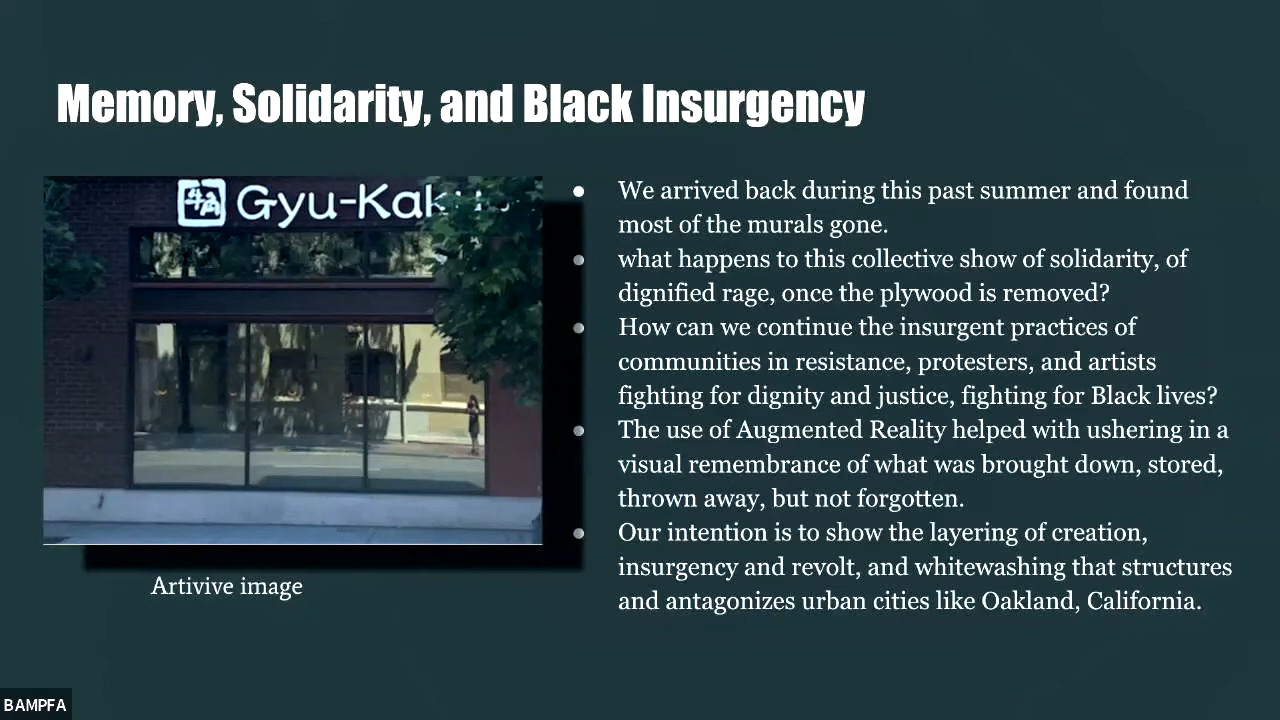 Memory, Solidarity, and Black Insurgency
牛角 Gyu-Kak
We arrived back during this past summer and found
most of the murals gone.
what happens to this collective show of solidarity, of
dignified rage, once the plywood is removed?
How can we continue the insurgent practices of
communities in resistance, protesters, and artists
fighting for dignity and justice, fighting for Black lives?
The use of Augmented Reality helped with ushering in a
visual remembrance of what was brought down, stored,
thrown away, but not forgotten.
Our intention is to show the layering of creation,
insurgency and revolt, and whitewashing that structures
and antagonizes urban cities like Oakland, California.
Artivive image
BAMPFA